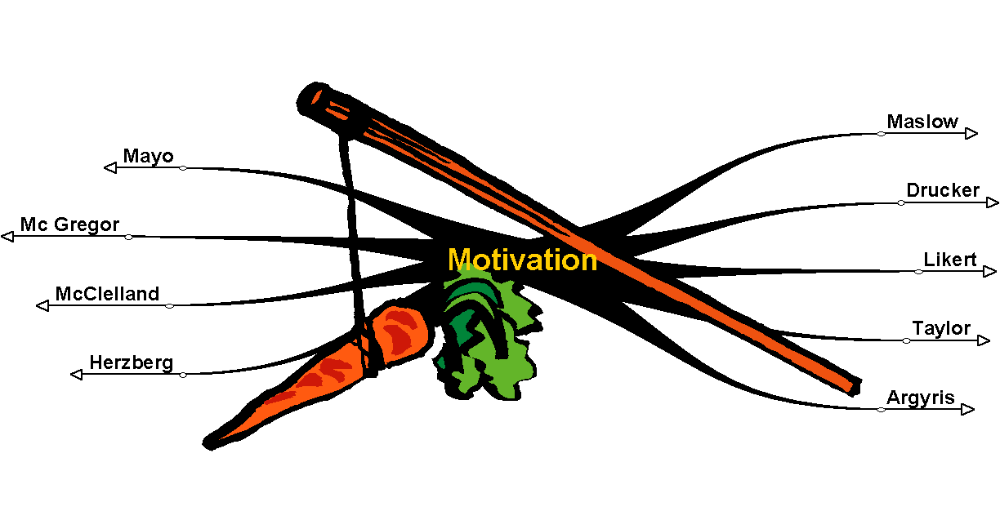 Motivation
Maslow
Drucker
Likert
Taylor
Argyris
Mayo
Mc Gregor
McClelland
Herzberg